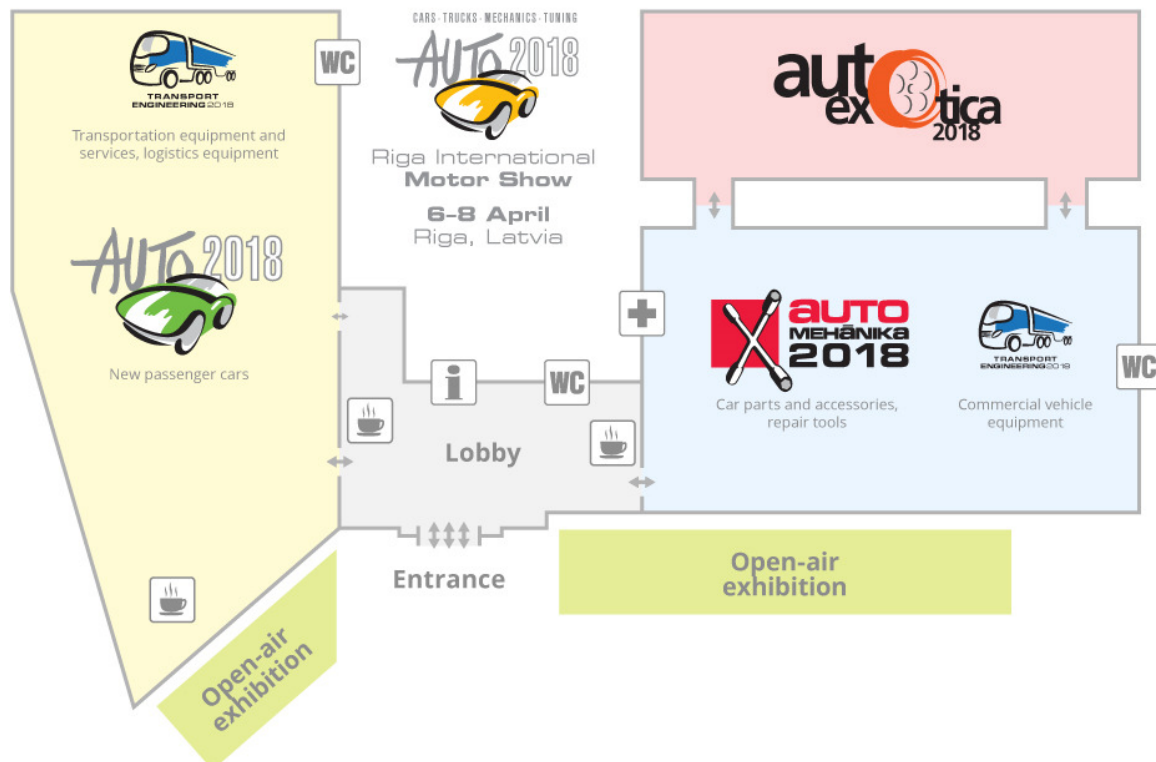 TRANSPORT
ENGINEERING 2018
Transportation equipment and
services, logistics equipment
AUTO 2018
New passenger cars
WC
CARS · TRUCKS · MECHANICS · TUNING
AUTO 2018
Riga International
Motor Show
6-8 April
Riga, Latvia
auto
exotica
2018
AUTO
MEHĀNIKA
2018
Car parts and accessories,
repair tools
TRANSPORT
ENGINEERING 2018
Commercial vehicle
equipment
WC
i
WC
Lobby
Entrance
Open-air
exhibition
Open-air
exhibition